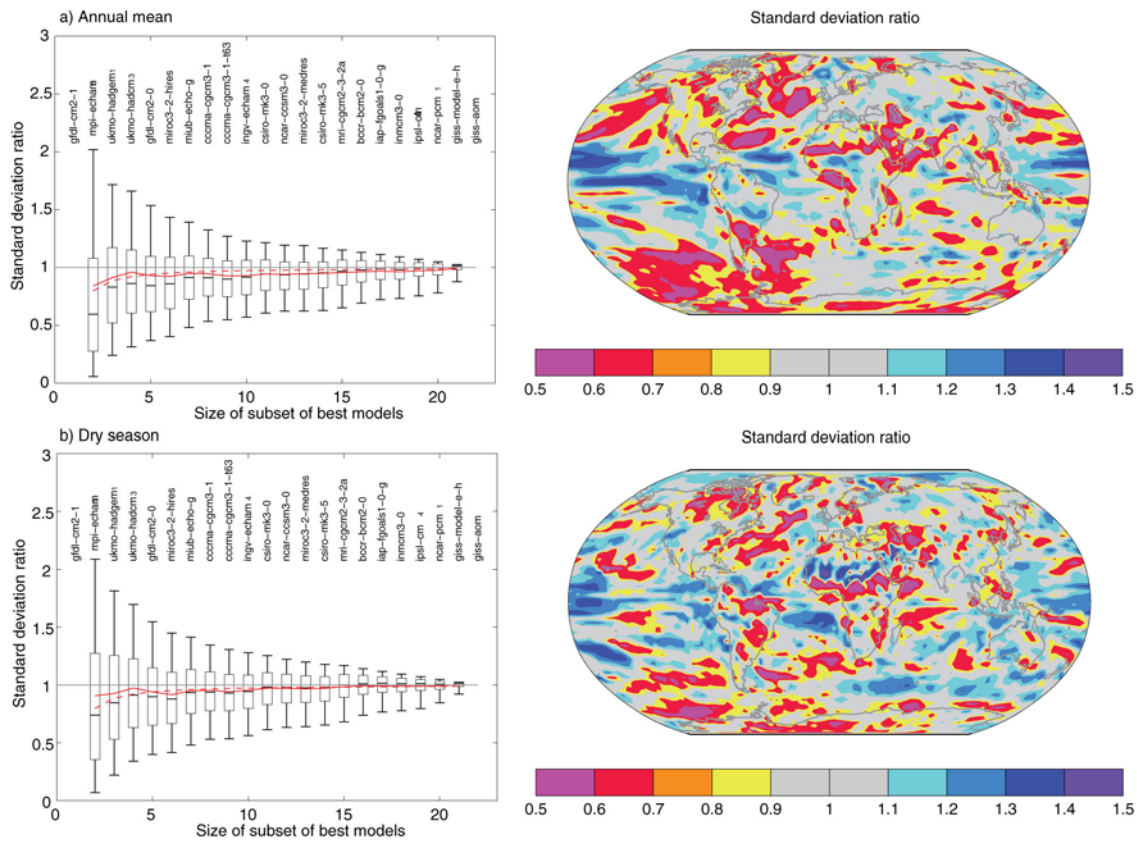 a) Annual mean
Standard deviation ratio
3
2.5
2
1.5
1
0.5
0
gfdl-cm2-1
ukmo-hadgem1
ukmo-hadcm3
gfdl-cm2-0
miroc3-2-hires
miub-echo-g
cccma-cgcm3-1
cccma-cgcm3-1-t63
ingv-echam4
csiro-mk3-0
ncar-ccsm3-0
miroc3-2-medres
csiro-mk3-5
mri-cgcm2-3-2a
bccr-bcm2-0
iap-fgoals1-0-g
inmcm3-0
ncar-pcm 1
giss-model-e-h
giss-aom
5 10 15 20
Size of subset of best models
Standard deviation ratio
0.5 0.6 0.7 0.8 0.9 1 1.1 1.2 1.3 1.4 1.5
b) Dry season
Standard deviation ratio
3
2.5
2
1.5
1
0.5
0
gfdl-cm2-1
ukmo-hadgem1
ukmo-hadcm3
gfdl-cm2-0
miroc3-2-hires
miub-echo-g
cccma-cgcm3-1
cccma-cgcm3-1-t63
ingv-echam4
csiro-mk3-0
ncar-ccsm3-0
miroc3-2-medres
csiro-mk3-5
mri-cgcm2-3-2a
bccr-bcm2-0
iap-fgoals1-0-g
inmcm3-0
ipsl-cm 4
ncar-pcm 1
giss-model-e-h
giss-aom
5 10 15 20
Size of subset of best models
Standard deviation ratio
0.5 0.6 0.7 0.8 0.9 1 1.1 1.2 1.3 1.4 1.5